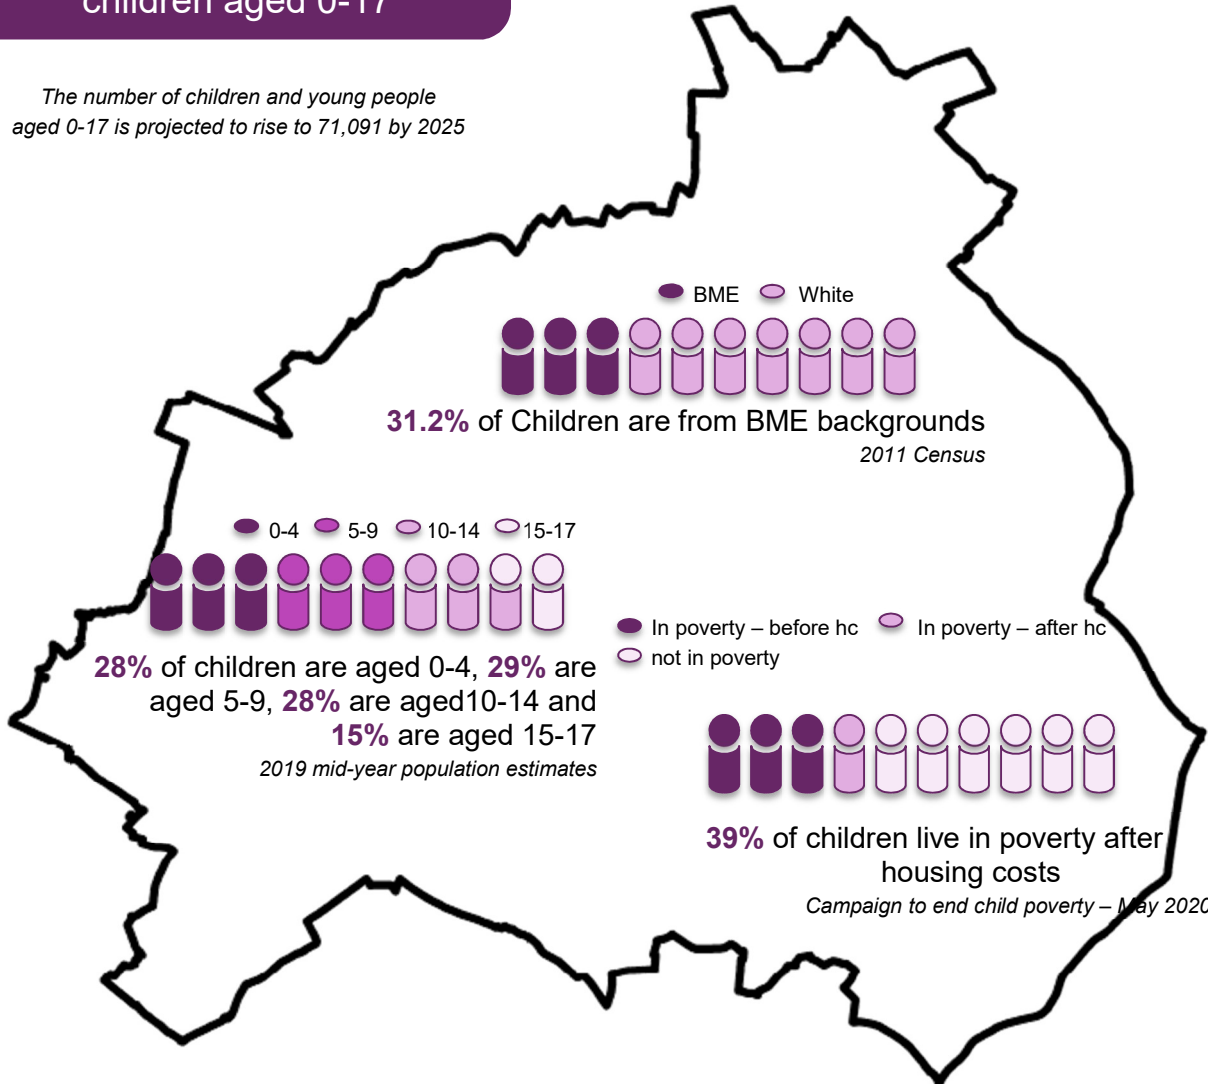 children aged 0-17
The number of children and young people
aged 0-17 is projected to rise to 71,091 by 2025
BME White
31.2% of Children are from BME backgrounds
2011 Census
0-4 5-9 10-14 15-17
28% of children are aged 0-4, 29% are
aged 5-9, 28% are aged10-14 and
15% are aged 15-17
2019 mid-year population estimates
In poverty – before hc In poverty – after hc
not in poverty
39% of children live in poverty after
housing costs
Campaign to end child poverty – May 2020